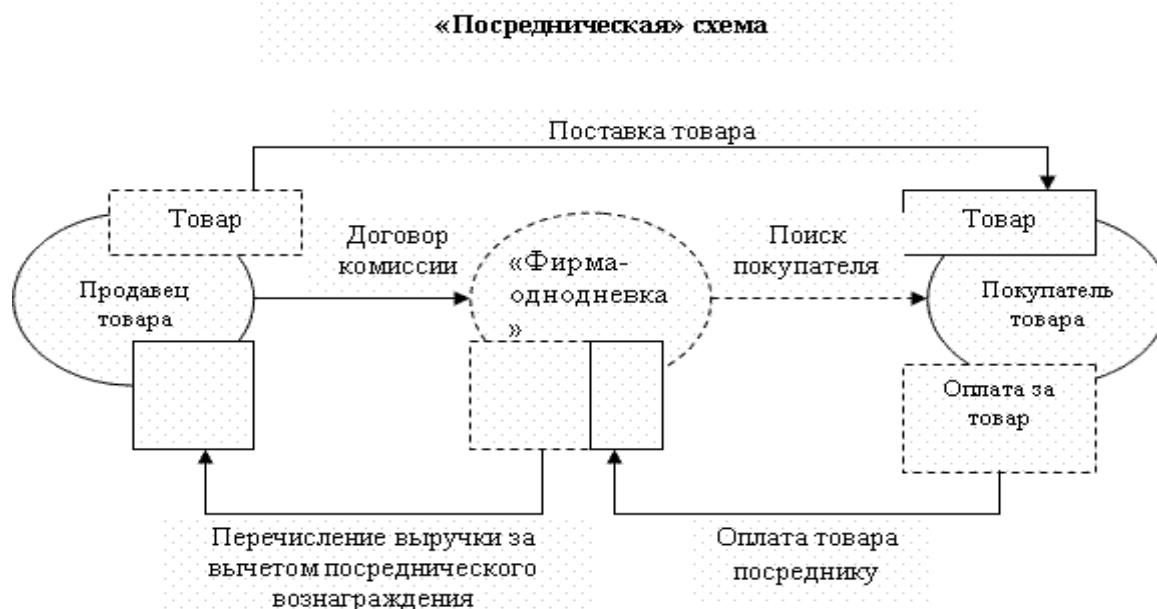 «Посредническая» схема
Поставка товара
Товар
Товар
Договор
комиссии
Поиск
покупателя
«Фирма-
однодневка
»
Продавец
товара
Покупатель
товара
Оплата за
товар
Перечисление выручки за
вычетом посреднического
вознаграждения
Оплата товара
посреднику